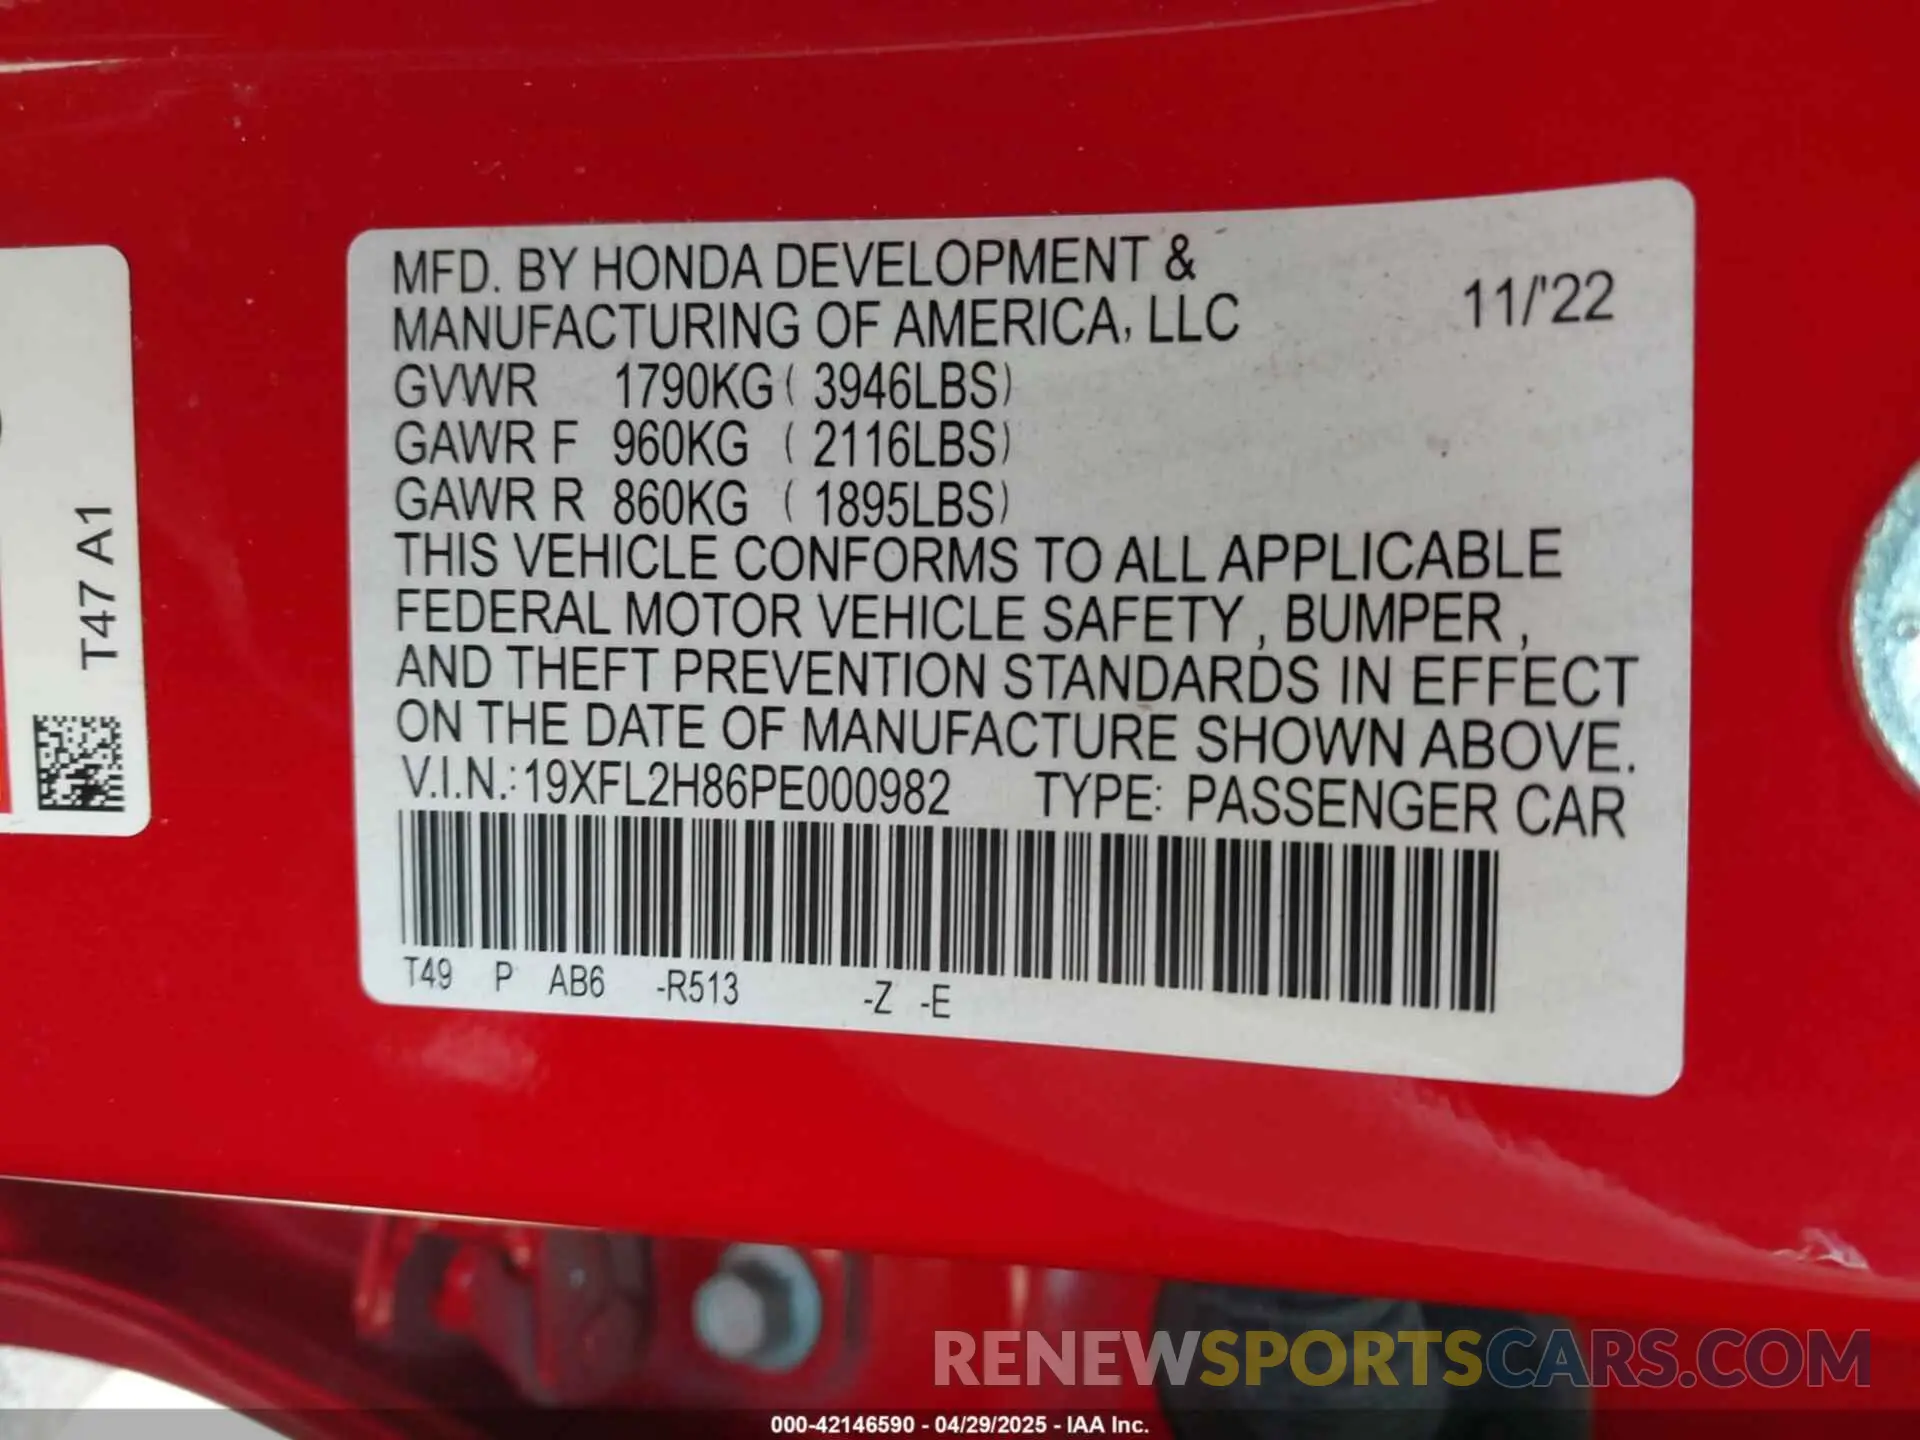 MFD. BY HONDA DEVELOPMENT &
MANUFACTURING OF AMERICA, LLC 11/'22
GVWR 1790KG( 3946LBS)
GAWR F 960KG ( 2116LBS)
GAWR R 860KG ( 1895LBS)
THIS VEHICLE CONFORMS TO ALL APPLICABLE
FEDERAL MOTOR VEHICLE SAFETY , BUMPER ,
AND THEFT PREVENTION STANDARDS IN EFFECT
ON THE DATE OF MANUFACTURE SHOWN ABOVE.
V.I.N.: 19XFL2H86PE000982 TYPE: PASSENGER CAR
T49 P AB6 -R513 -Z -E
T47 A1
RENEWSPORTSCARS.COM
000-42146590 - 04/29/2025 - IAA Inc.